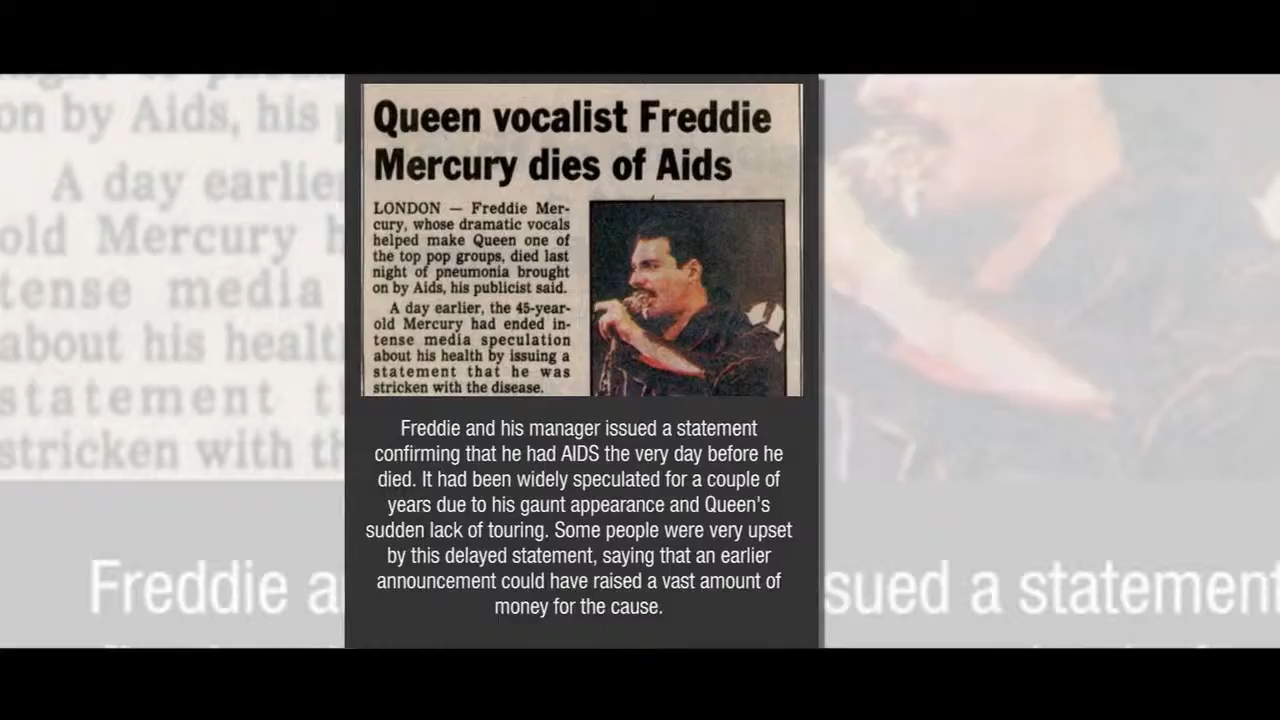 Queen vocalist Freddie
Mercury dies of Aids
LONDON — Freddie Mer-
cury, whose dramatic vocals
helped make Queen one of
the top pop groups, died last
night of pneumonia brought
on by Aids, his publicist said.
A day earlier, the 45-year-
old Mercury had ended in-
tense media speculation
about his health by issuing a
statement that he was
stricken with the disease.
Freddie and his manager issued a statement
confirming that he had AIDS the very day before he
died. It had been widely speculated for a couple of
years due to his gaunt appearance and Queen's
sudden lack of touring. Some people were very upset
by this delayed statement, saying that an earlier
announcement could have raised a vast amount of
money for the cause.
on by Aids, his
A day earlie
old Mercury h
tense media
about his healt
statement t
stricken with th
Freddie a
sued a statement